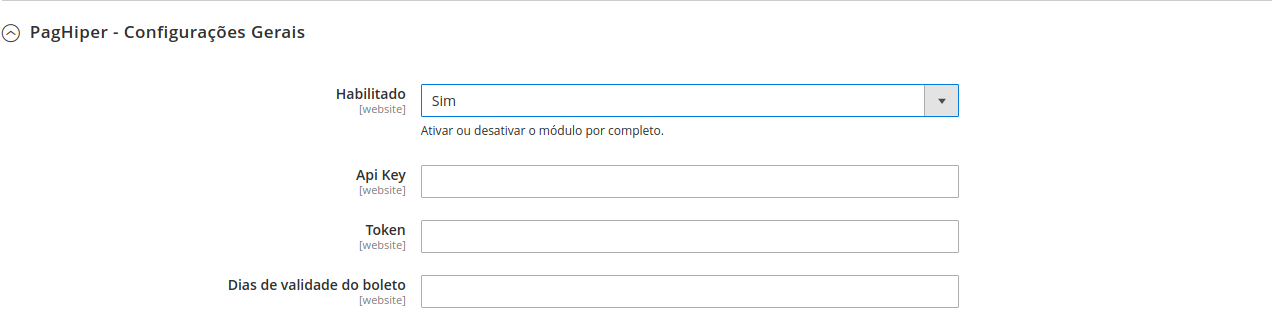 PagHiper - Configurações Gerais
Habilitado
[website]
Sim
Ativar ou desativar o módulo por completo.
Api Key
[website]
Token
[website]
Dias de validade do boleto
[website]